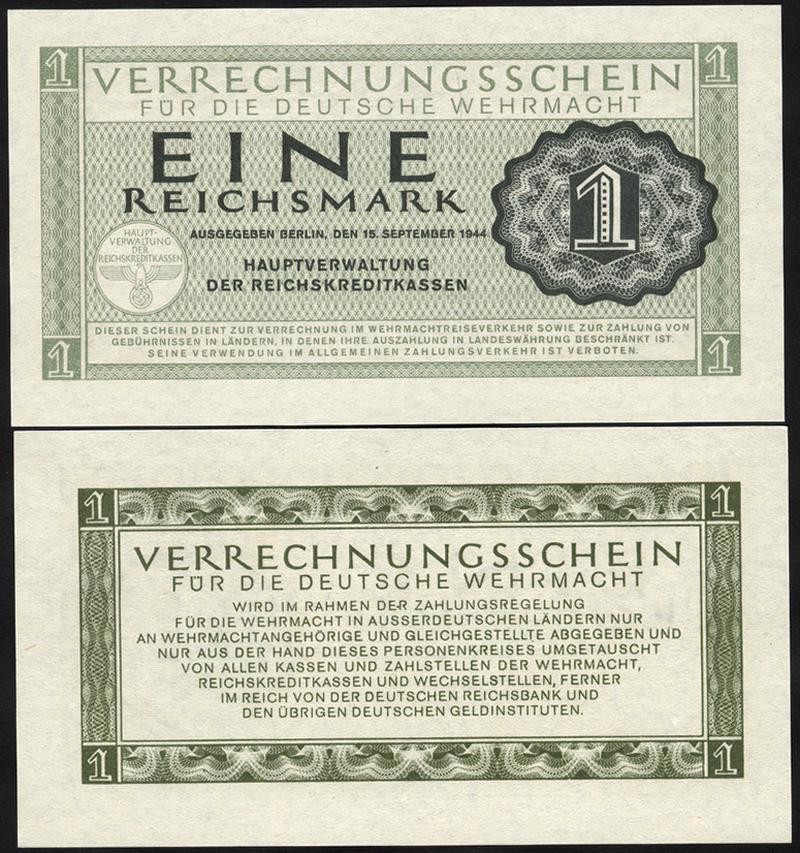 1 1
VERRECHNUNGSSCHEIN
FÜR DIE DEUTSCHE WEHRMACHT
EINE
REICHSMARK
1
AUSGEGEBEN BERLIN, DEN 15. SEPTEMBER 1944
HAUPT-
VERWALTUNG
DER
REICHSKREDITKASSEN
HAUPTVERWALTUNG
DER REICHSKREDITKASSEN
DIESER SCHEIN DIENT ZUR VERRECHNUNG IM WEHRMACHTREISEVERKEHR SOWIE ZUR ZAHLUNG VON
GEBÜHRNISSEN IN LÄNDERN, IN DENEN IHRE AUSZAHLUNG IN LANDESWÄHRUNG BESCHRÄNKT IST.
SEINE VERWENDUNG IM ALLGEMEINEN ZAHLUNGSVERKEHR IST VERBOTEN.
1 1
1 1
VERRECHNUNGSSCHEIN
FÜR DIE DEUTSCHE WEHRMACHT
WIRD IM RAHMEN DER ZAHLUNGSREGELUNG
FÜR DIE WEHRMACHT IN AUSSERDEUTSCHEN LÄNDERN NUR
AN WEHRMACHTANGEHÖRIGE UND GLEICHGESTELLTE ABGEGEBEN UND
NUR AUS DER HAND DIESES PERSONENKREISES UMGETAUSCHT
VON ALLEN KASSEN UND ZAHLSTELLEN DER WEHRMACHT,
REICHSKREDITKASSEN UND WECHSELSTELLEN, FERNER
IM REICH VON DER DEUTSCHEN REICHSBANK UND
DEN ÜBRIGEN DEUTSCHEN GELDINSTITUTEN.
1 1